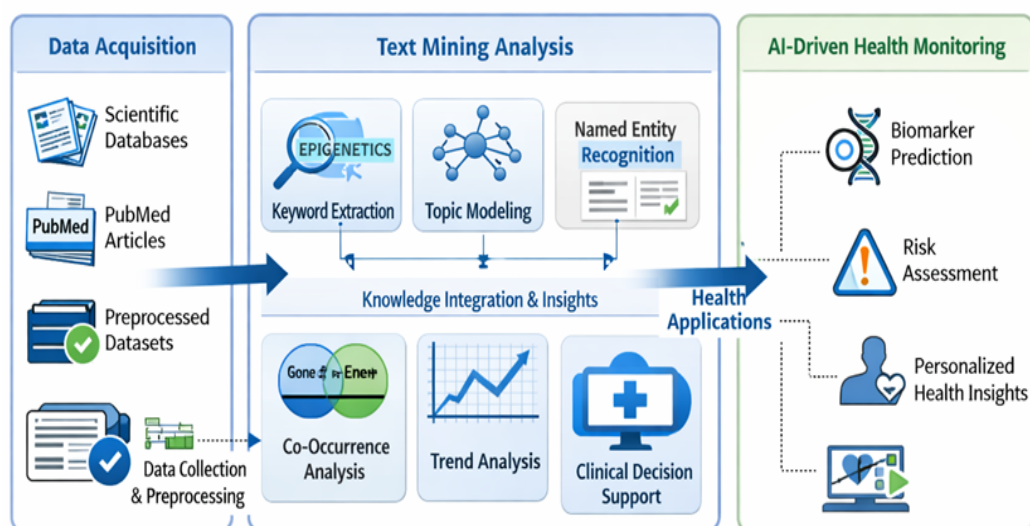 Data Acquisition
Scientific
Databases
PubMed
PubMed
Articles
Preprocessed
Datasets
Data Collection
& Preprocessing
Text Mining Analysis
EPIGENETICS
Keyword Extraction
Topic Modeling
Named Entity
Recognition
Knowledge Integration & Insights
Gone
Co-Occurrence
Analysis
Trend Analysis
Clinical Decision
Support
Health
Applications
AI-Driven Health Monitoring
Biomarker
Prediction
Risk
Assessment
Personalized
Health Insights